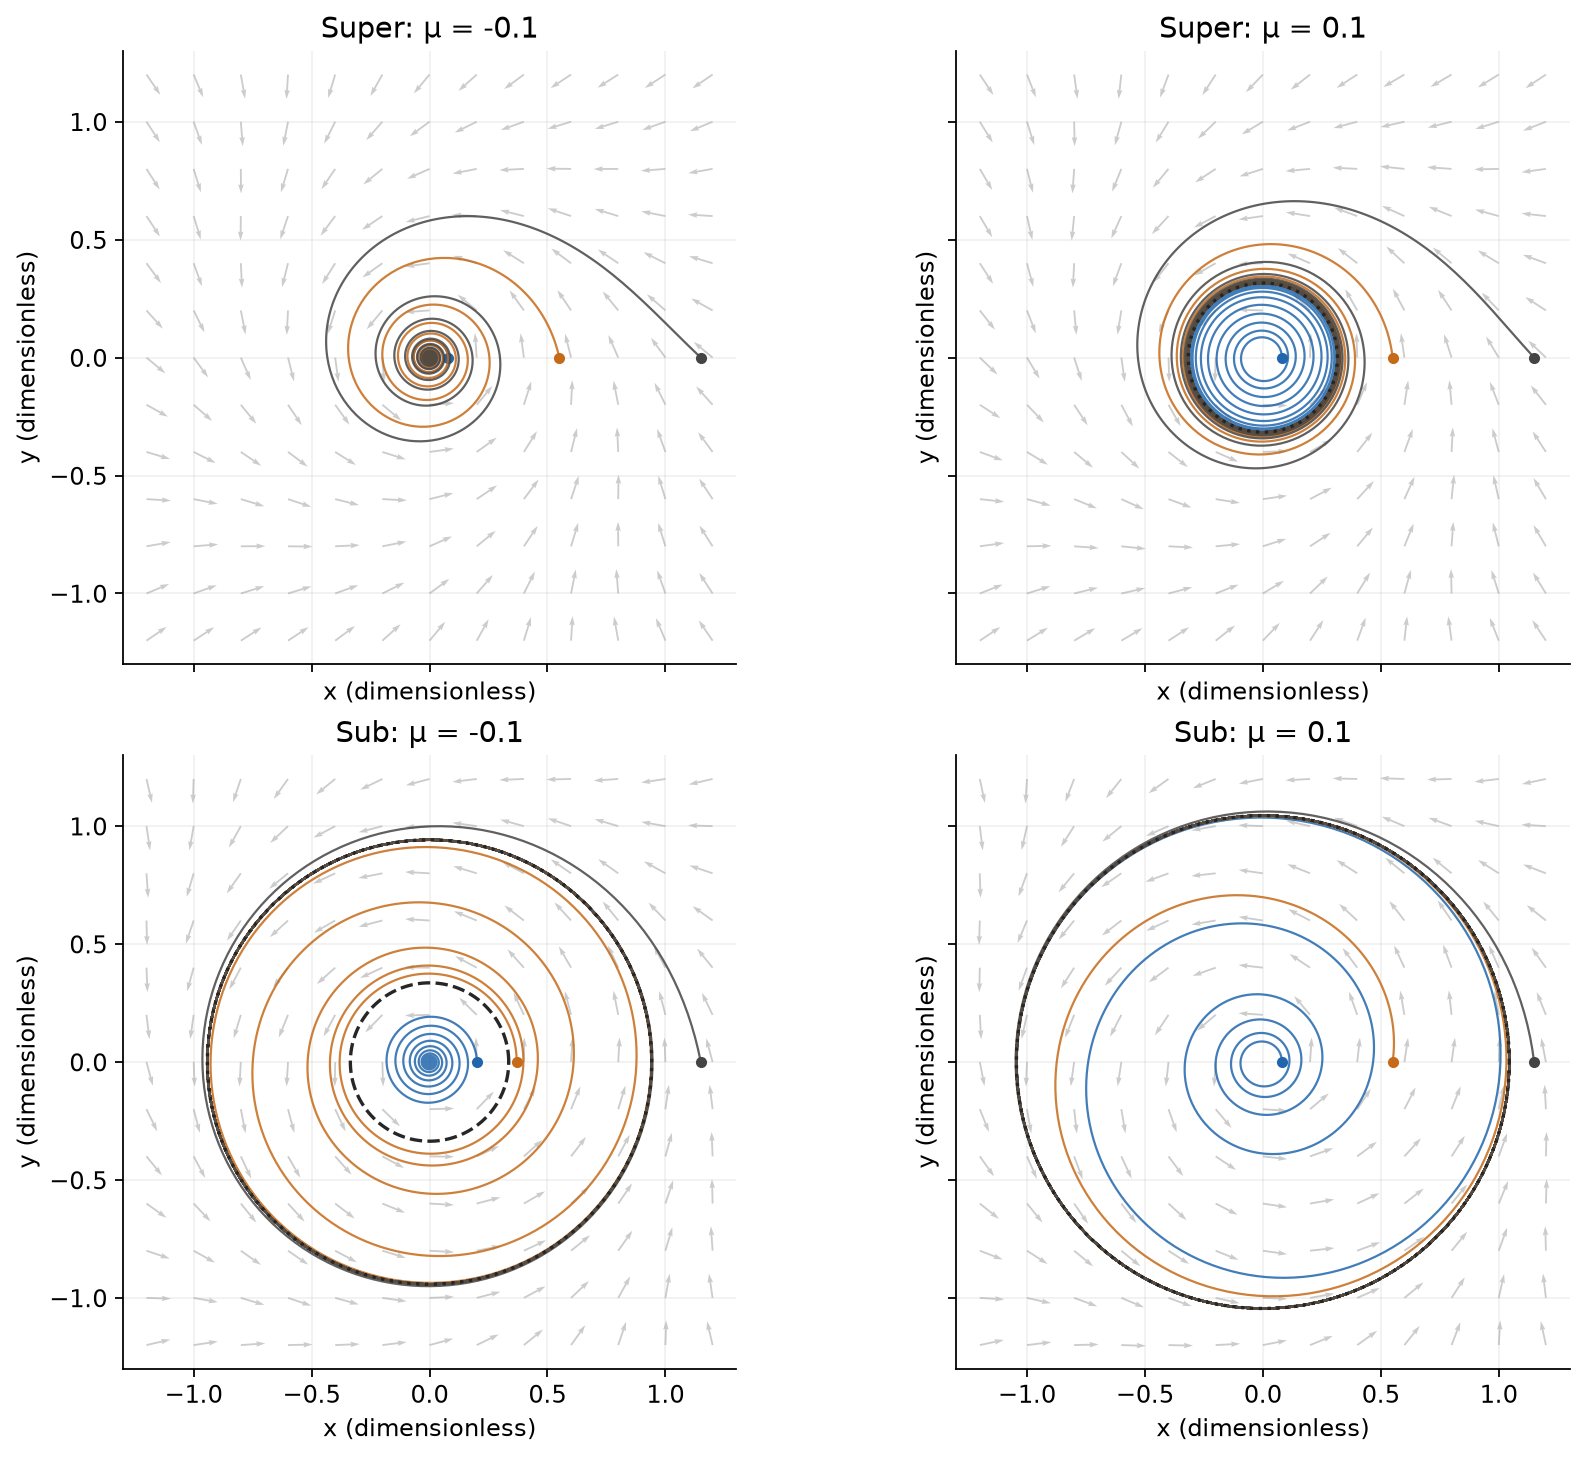 Super: μ = -0.1
Super: μ = 0.1
1.0
0.5
0.0
−0.5
−1.0
y (dimensionless)
y (dimensionless)
x (dimensionless)
x (dimensionless)
Sub: μ = -0.1
Sub: μ = 0.1
1.0
0.5
0.0
−0.5
−1.0
y (dimensionless)
y (dimensionless)
−1.0 −0.5 0.0 0.5 1.0
−1.0 −0.5 0.0 0.5 1.0
x (dimensionless)
x (dimensionless)